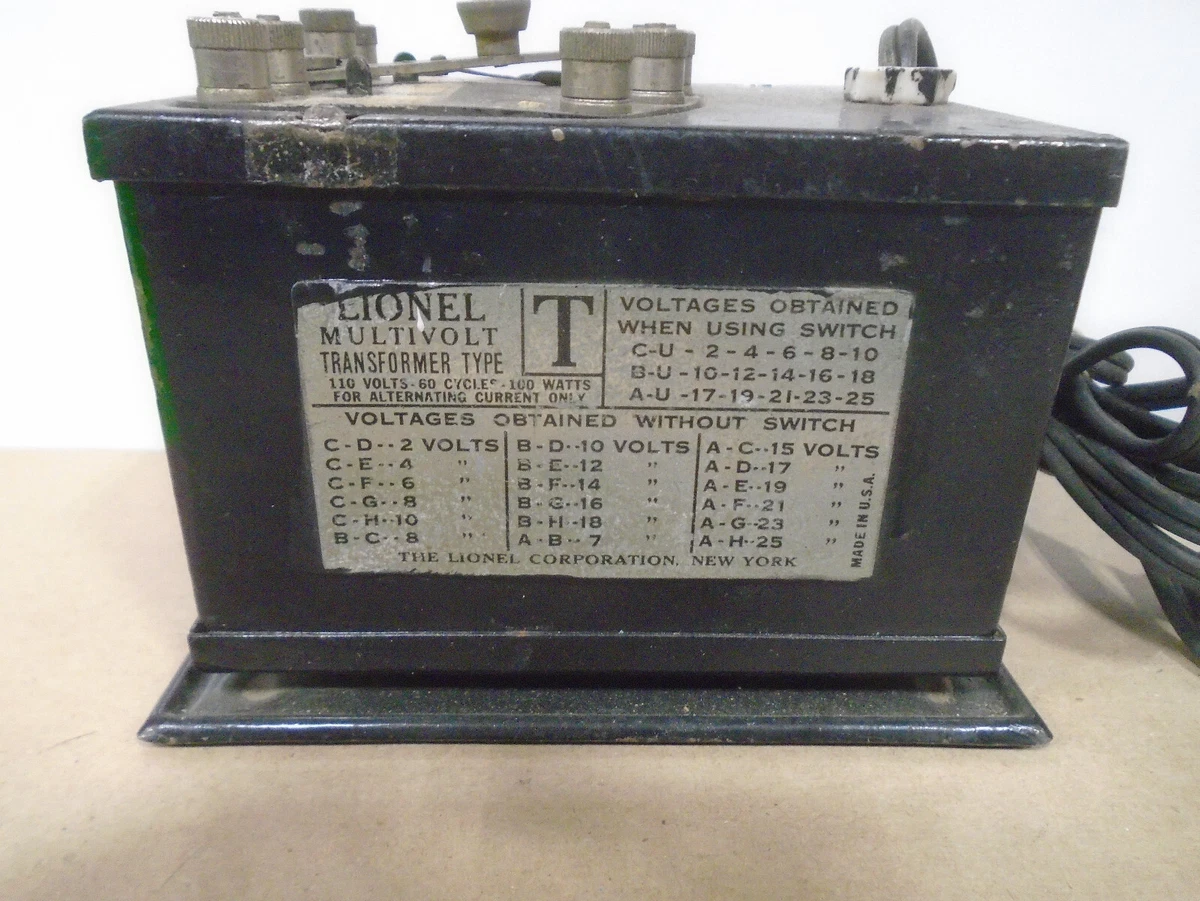 LIONEL
MULTIVOLT
TRANSFORMER TYPE
T
110 VOLTS-60 CYCLES-100 WATTS
FOR ALTERNATING CURRENT ONLY
VOLTAGES OBTAINED
WHEN USING SWITCH
C-U - 2 - 4 - 6 - 8 - 10
B-U - 10-12-14-16-18
A-U - 17-19-21-23-25
VOLTAGES OBTAINED WITHOUT SWITCH
C - D - - 2 VOLTS
C - E - - 4 "
C - F - - 6 "
C - G - - 8 "
C - H - - 10 "
B - C - - 8 "
B - D - - 10 VOLTS
B - E - - 12 "
B - F - - 14 "
B - G - - 16 "
B - H - - 18 "
A - B - - 7 "
A - C - - 15 VOLTS
A - D - - 17 "
A - E - - 19 "
A - F - - 21 "
A - G - - 23 "
A - H - - 25 "
MADE IN U.S.A.
THE LIONEL CORPORATION, NEW YORK